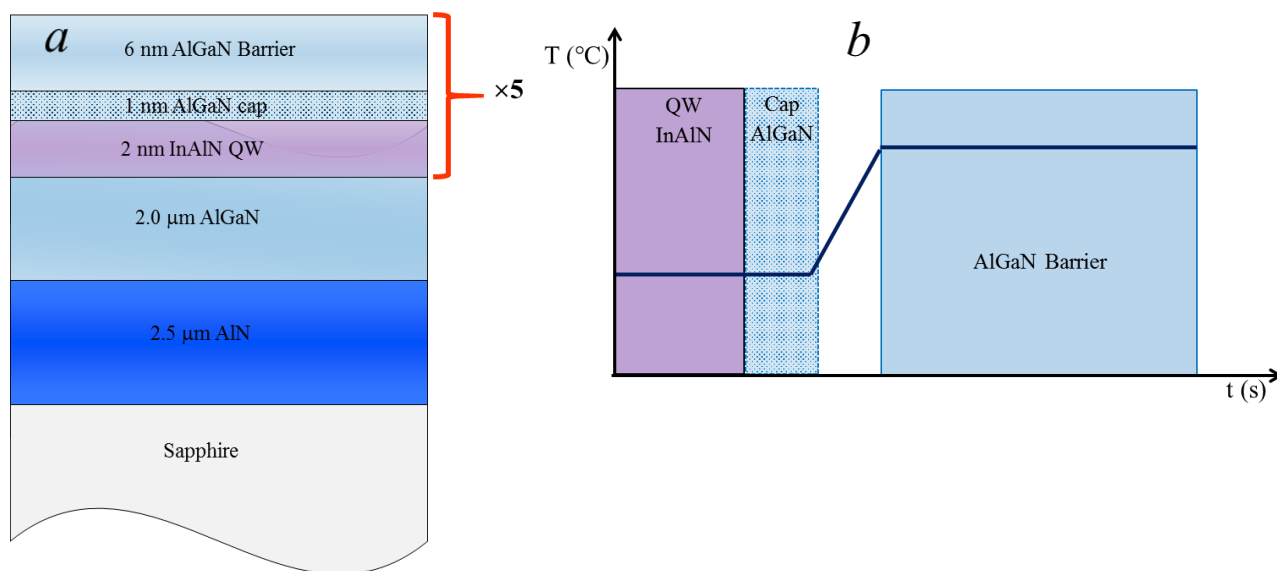 a
6 nm AlGaN Barrier
1 nm AlGaN cap
2 nm InAlN QW
×5
2.0 μm AlGaN
2.5 μm AlN
Sapphire
b
T (°C)
QW
InAlN
Cap
AlGaN
AlGaN Barrier
t (s)